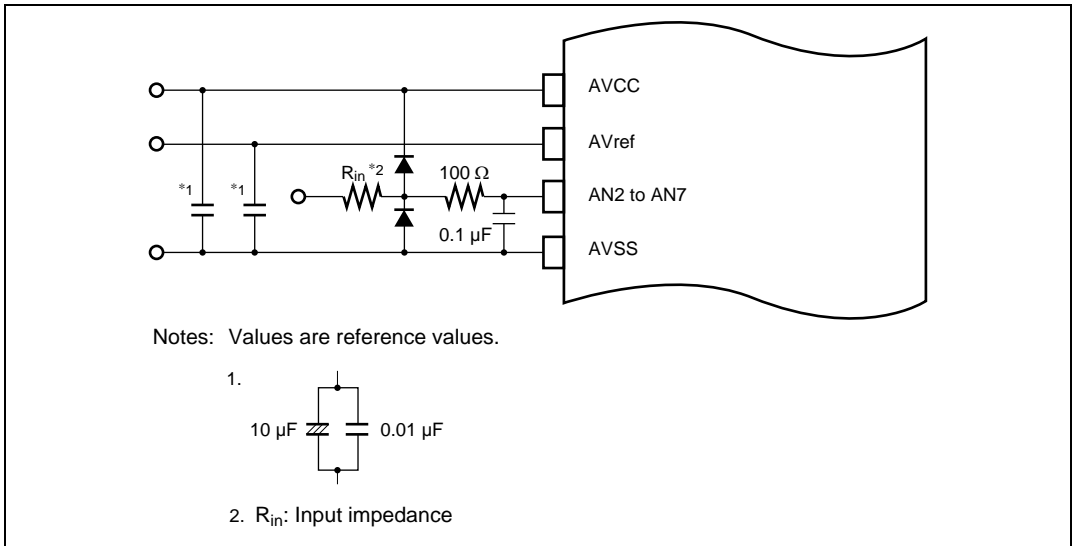 AVCC
AVref
*1 *1 Rin *2 100 Ω AN2 to AN7
0.1 µF
AVSS
Notes: Values are reference values.
1.
10 µF 0.01 µF
2. Rin: Input impedance